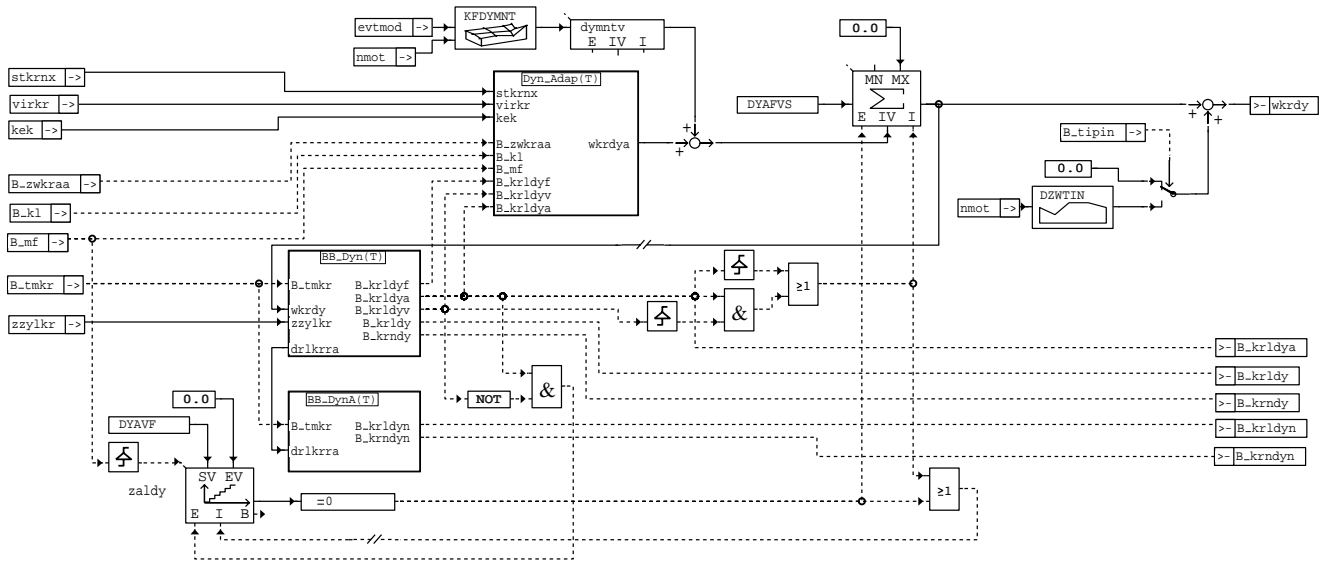 evtmod ->
KFDYMNT
dymntv
E IV I
nmot ->
0.0
stkrnx ->
virkr ->
kek ->
Dyn_Adap(T)
stkrnx
virkr
kek
B_zwkraa
B_kl
B_mf
B_krldyf
B_krldyv
B_krldya
wkrdya
+
+
DYAFVS
MN MX
E IV I
>- wkrdy
+
+
B_tipin ->
0.0
DZWTIN
nmot ->
B_zwkraa ->
B_kl ->
B_mf ->
B_tmkr ->
zzylkr ->
BB_Dyn(T)
B_tmkr
wkrdy
zzylkr
drlkrra
B_krldyf
B_krldya
B_krldyv
B_krldy
B_krndy
&
≥1
NOT
&
>- B_krldya
>- B_krldy
>- B_krndy
>- B_krldyn
>- B_krndyn
BB_DynA(T)
B_tmkr
drlkrra
B_krldyn
B_krndyn
0.0
DYAVF
zaldy
SV EV
E I B
=0
≥1